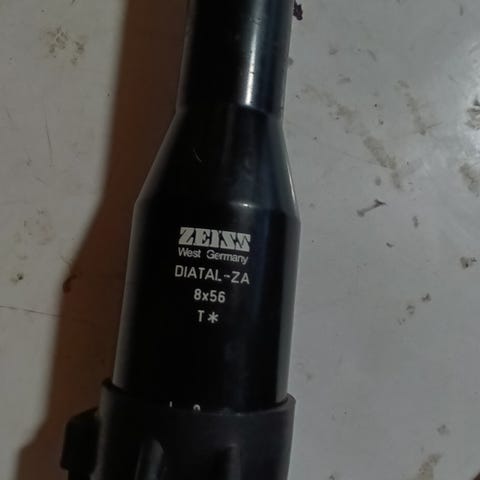 ZEISS
West Germany
DIATAL-ZA
8x56
T*